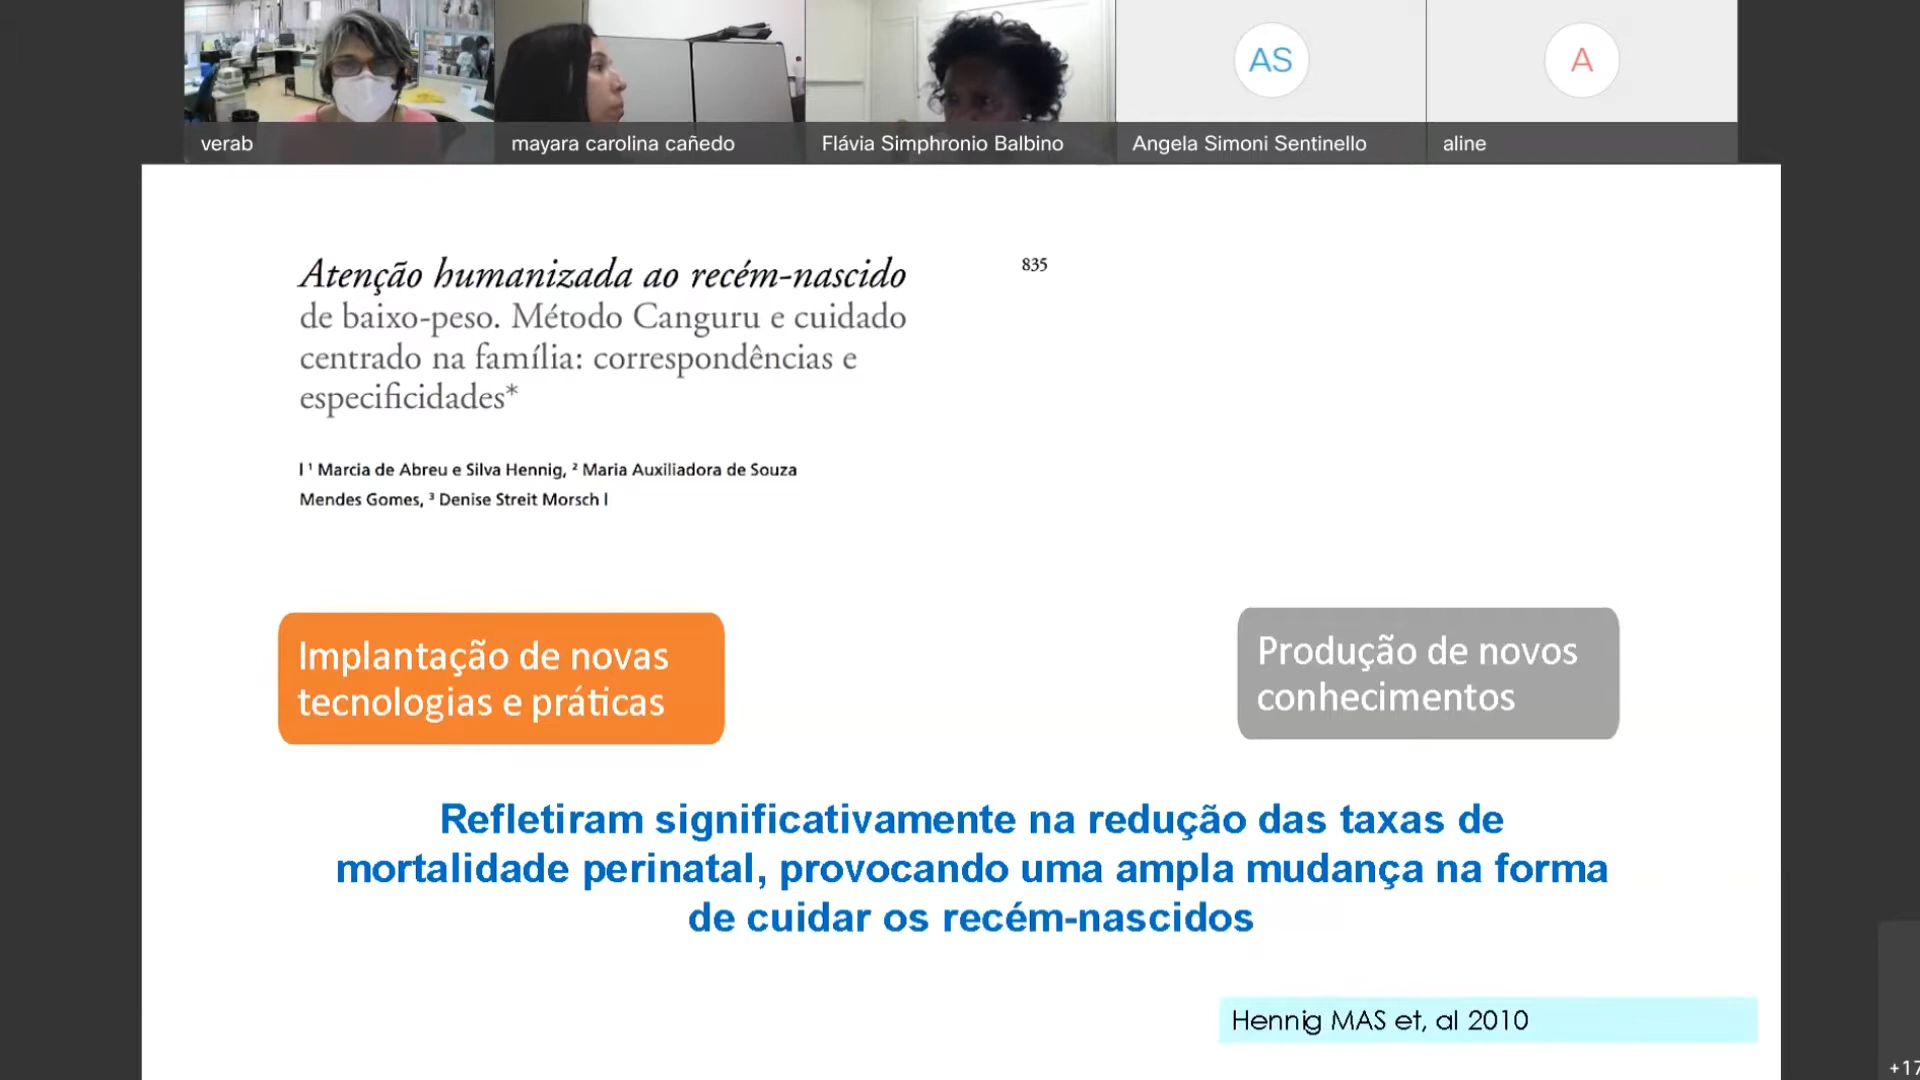 verab
mayara carolina cañedo
Flávia Simphronio Balbino
AS
Angela Simoni Sentinello
A
aline
Atenção humanizada ao recém-nascido
835
de baixo-peso. Método Canguru e cuidado
centrado na família: correspondências e
especificidades*
| ¹ Marcia de Abreu e Silva Hennig, ² Maria Auxiliadora de Souza
Mendes Gomes, ³ Denise Streit Morsch |
Implantação de novas
tecnologias e práticas
Produção de novos
conhecimentos
Refletiram significativamente na redução das taxas de
mortalidade perinatal, provocando uma ampla mudança na forma
de cuidar os recém-nascidos
Hennig MAS et, al 2010
+17